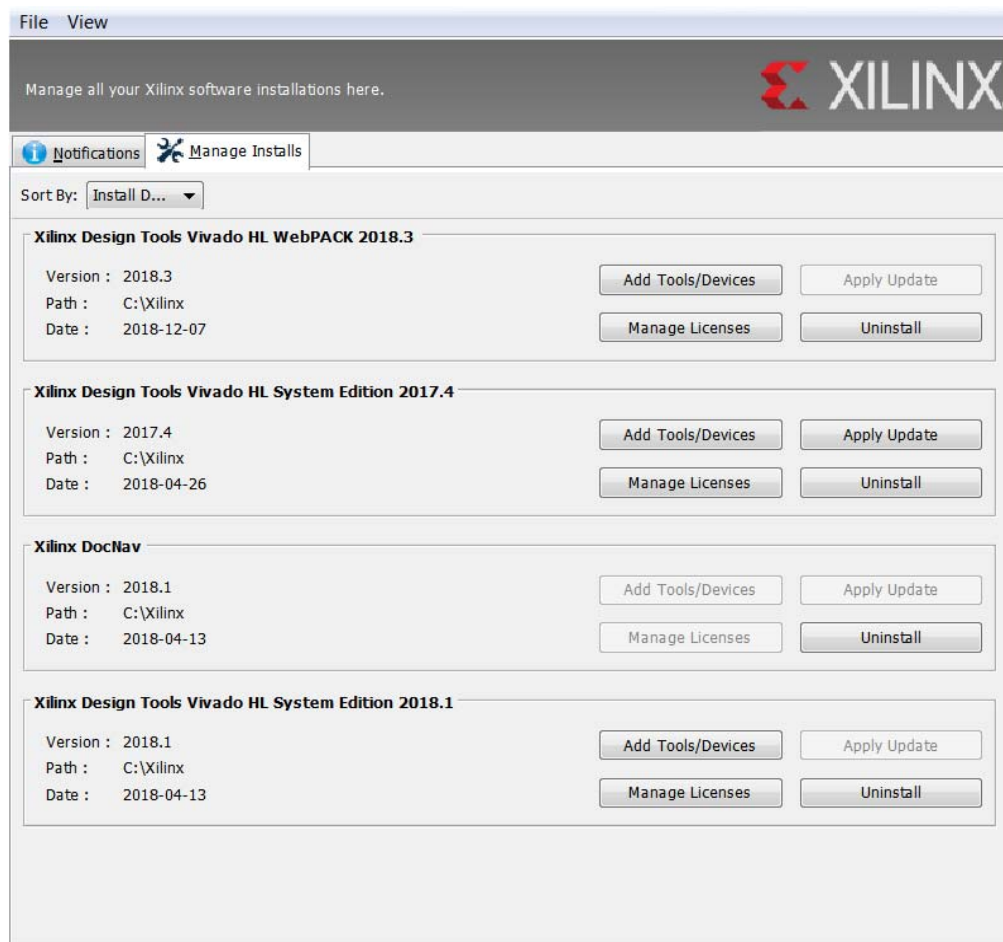 File View
Manage all your Xilinx software installations here.
XILINX
Notifications Manage Installs
Sort By: Install D...
Xilinx Design Tools Vivado HL WebPACK 2018.3
Version : 2018.3 Add Tools/Devices Apply Update
Path : C:\Xilinx
Date : 2018-12-07 Manage Licenses Uninstall
Xilinx Design Tools Vivado HL System Edition 2017.4
Version : 2017.4 Add Tools/Devices Apply Update
Path : C:\Xilinx
Date : 2018-04-26 Manage Licenses Uninstall
Xilinx DocNav
Version : 2018.1 Add Tools/Devices Apply Update
Path : C:\Xilinx
Date : 2018-04-13 Manage Licenses Uninstall
Xilinx Design Tools Vivado HL System Edition 2018.1
Version : 2018.1 Add Tools/Devices Apply Update
Path : C:\Xilinx
Date : 2018-04-13 Manage Licenses Uninstall